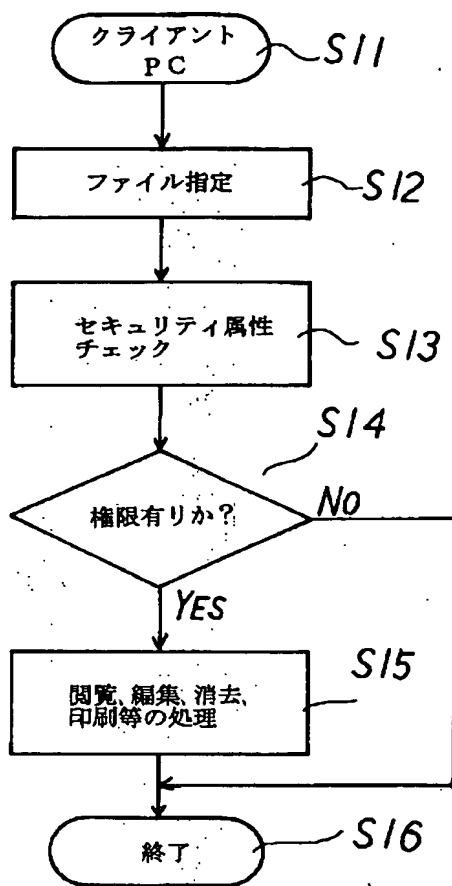 クライアント
PC
S11
ファイル指定
S12
セキュリティ属性
チェック
S13
S14
権限有りか?
NO
YES
閲覧、編集、消去、
印刷等の処理
S15
終了
S16